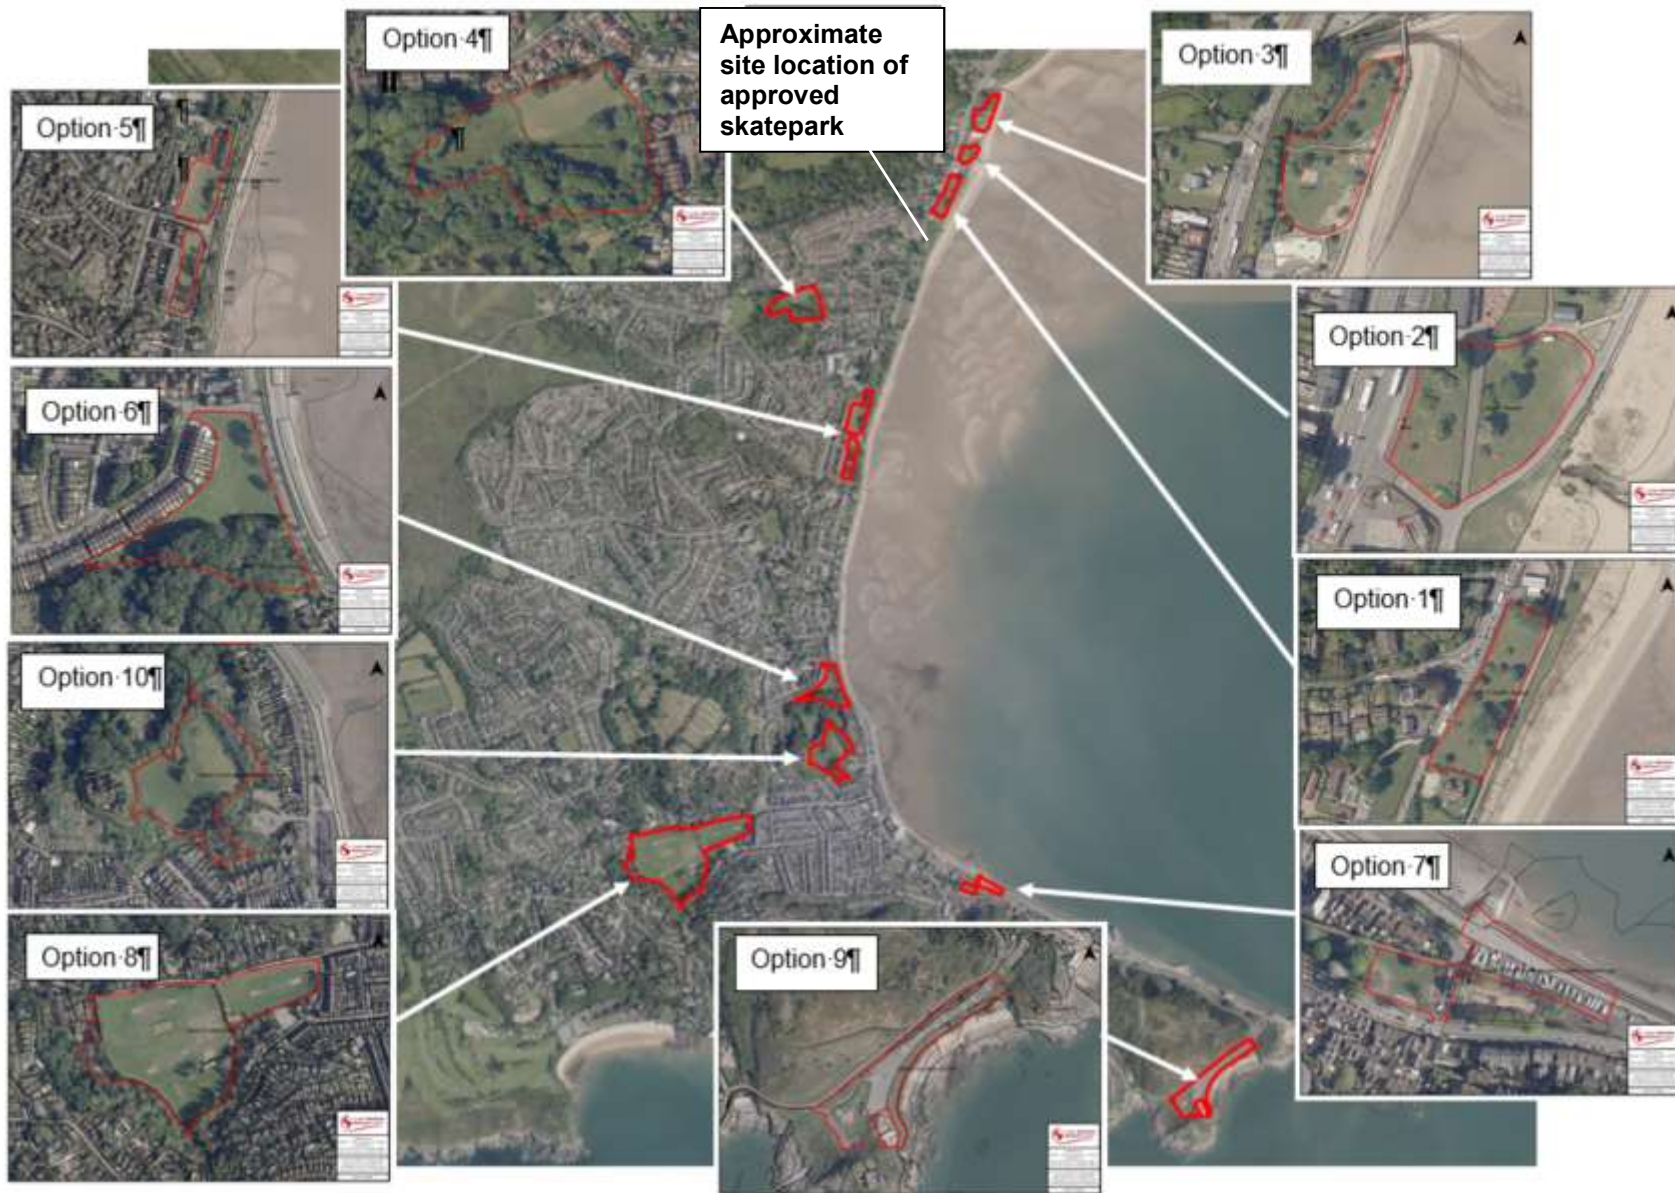 Option·4¶
Approximate
site location of
approved
skatepark
Option·3¶
Option·5¶
¶
¶
¶¶
¶
Option·2¶
Option·6¶
Option·1¶
Option·10¶
Option·7¶
Option·8¶
Option·9¶